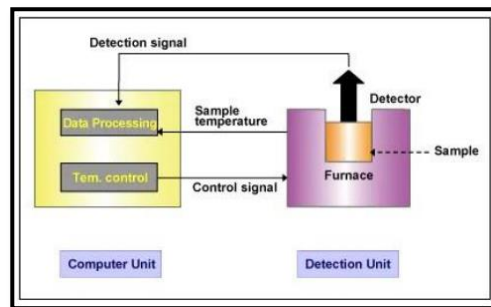 Detection signal
Detector
Data Processing
Sample
temperature
Sample
Tem. control
Furnace
Control signal
Computer Unit
Detection Unit